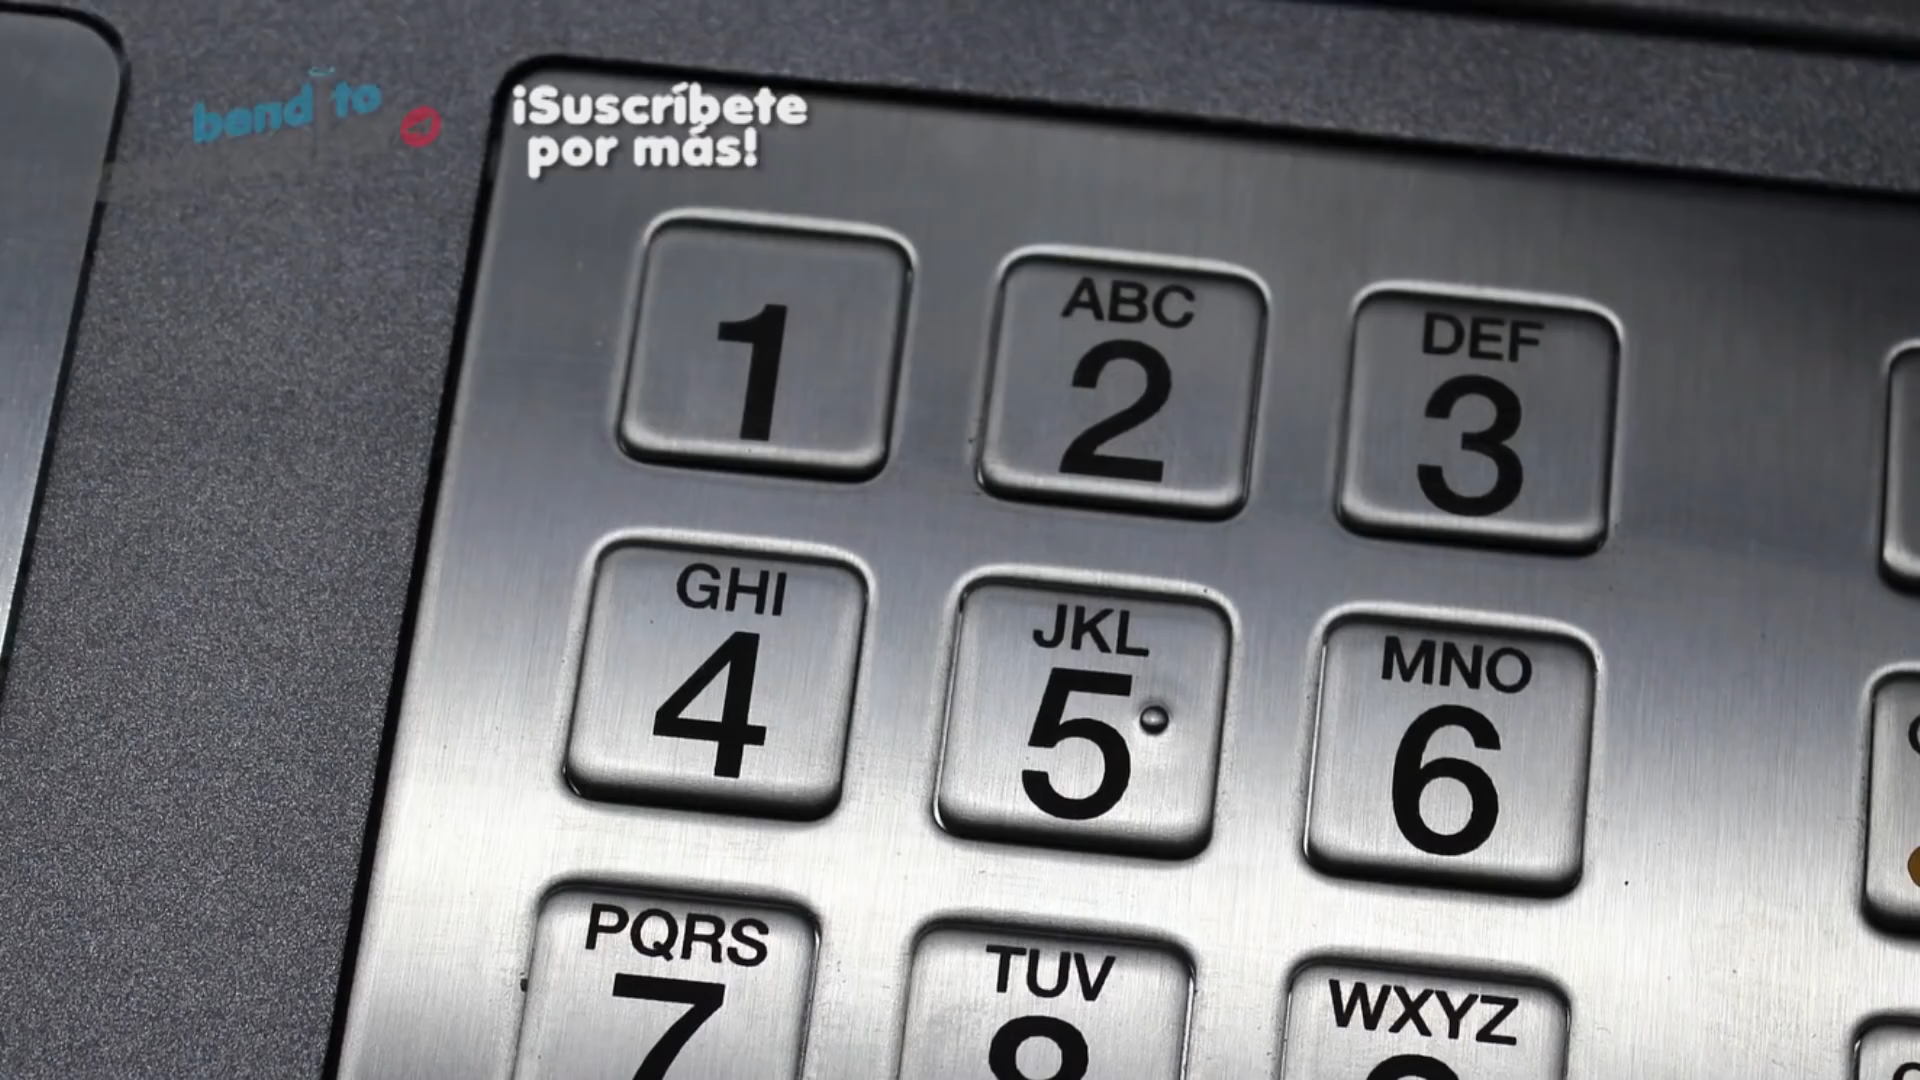 bend to
¡Suscríbete
por más!
1
ABC
2
DEF
3
GHI
4
JKL
5
MNO
6
PQRS
7
TUV
8
WXYZ